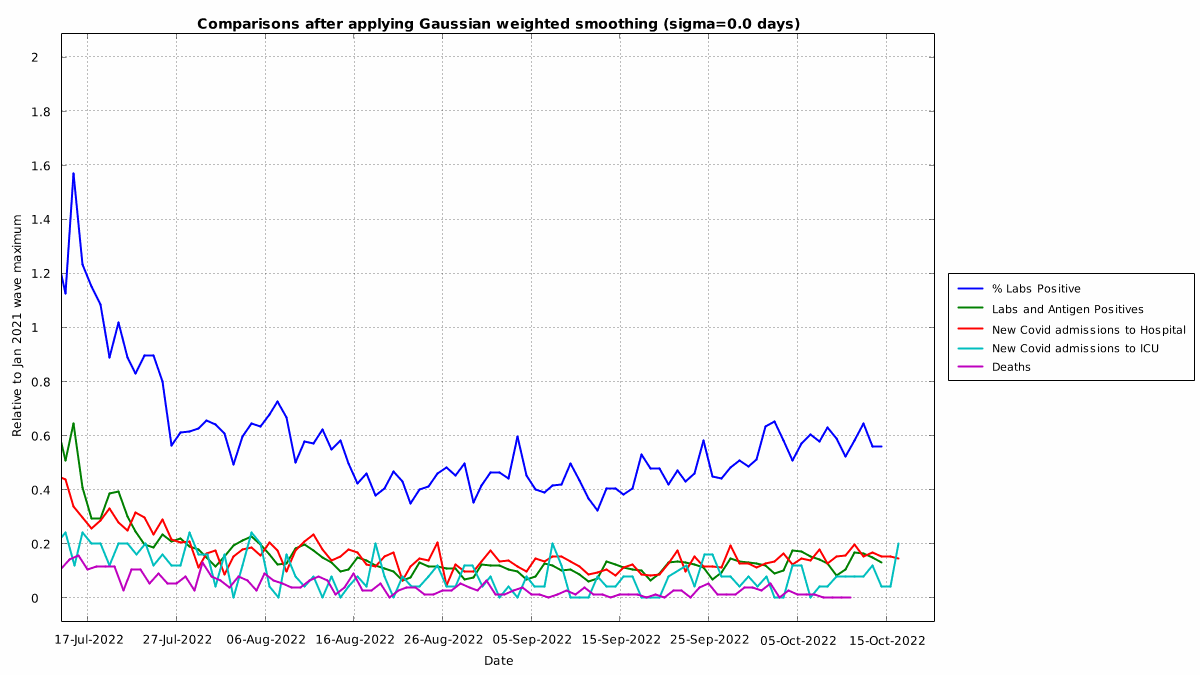 Comparisons after applying Gaussian weighted smoothing (sigma=0.0 days)
2
1.8
1.6
1.4
1.2
1
0.8
0.6
0.4
0.2
0
Relative to Jan 2021 wave maximum
17-Jul-2022 27-Jul-2022 06-Aug-2022 16-Aug-2022 26-Aug-2022 05-Sep-2022 15-Sep-2022 25-Sep-2022 05-Oct-2022 15-Oct-2022
Date
% Labs Positive
Labs and Antigen Positives
New Covid admissions to Hospital
New Covid admissions to ICU
Deaths